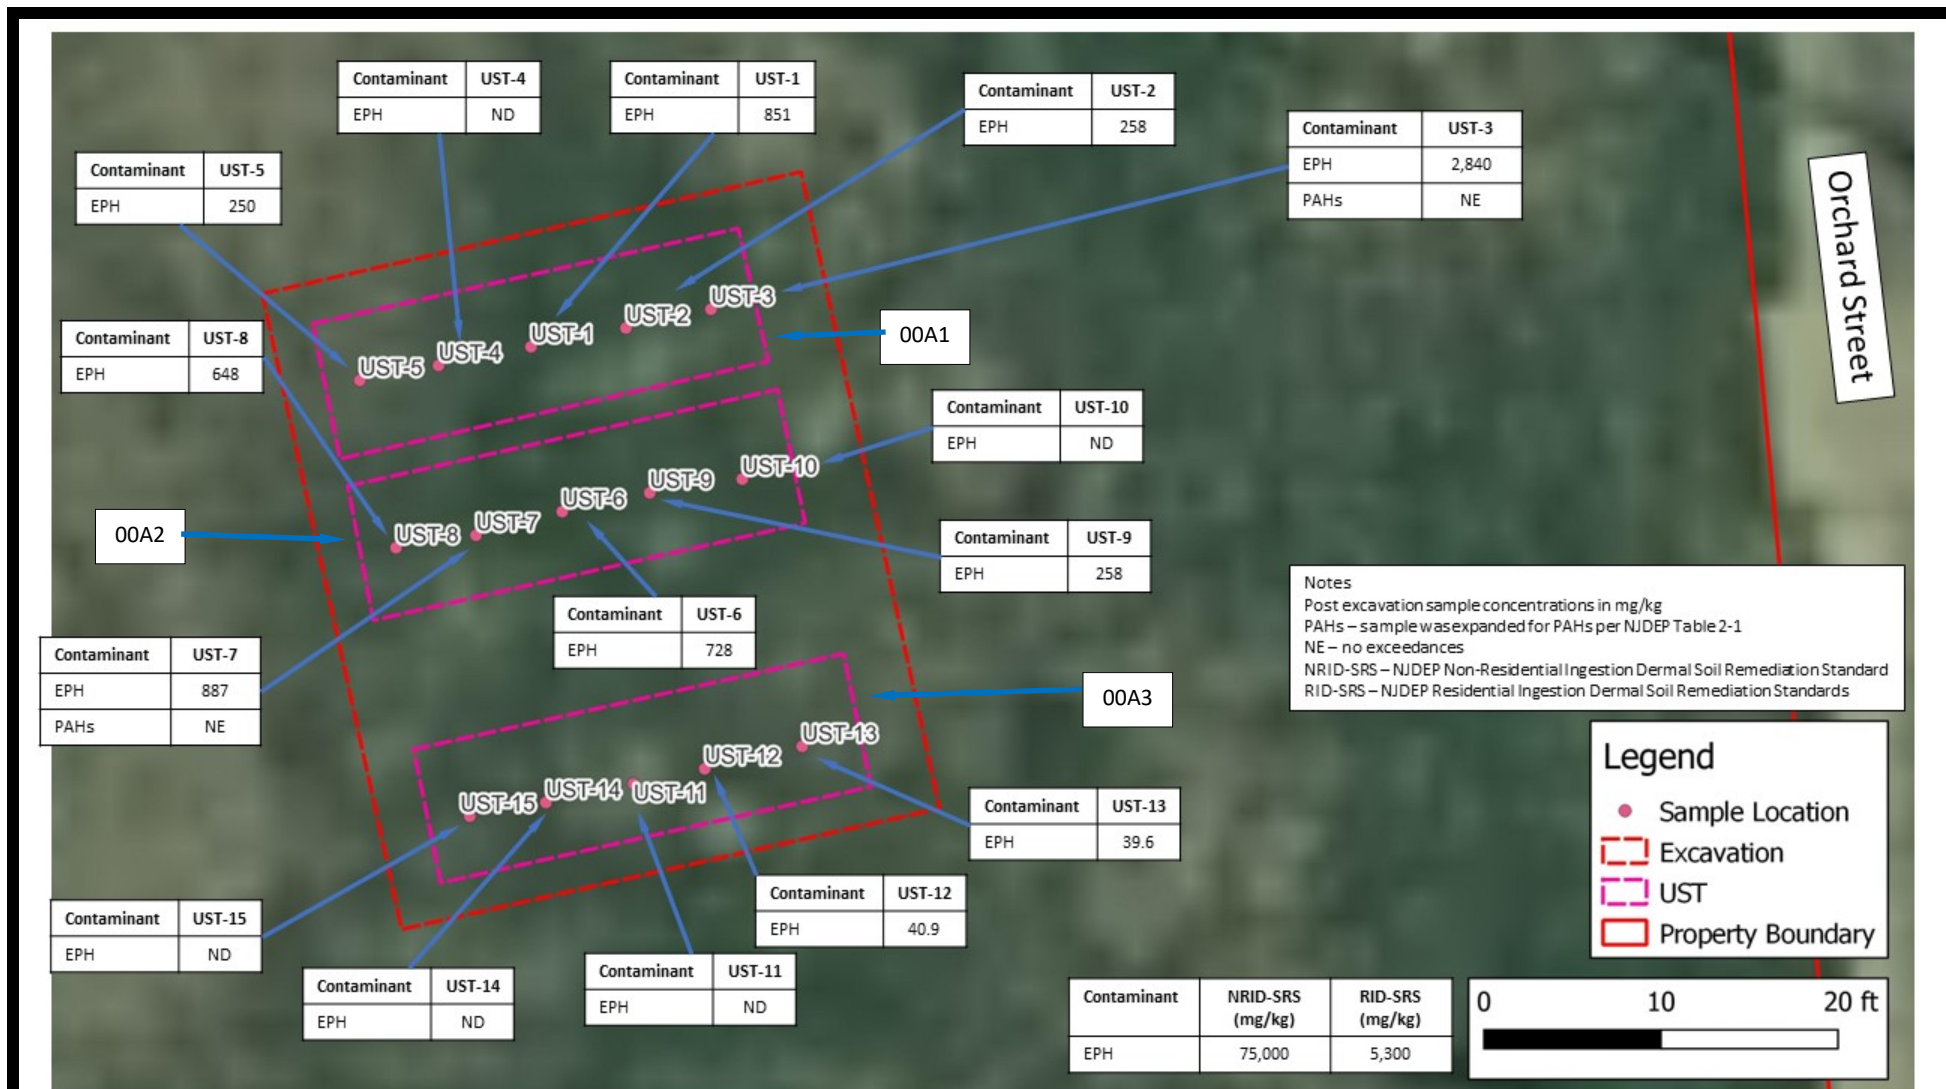 Contaminant UST-4
EPH ND
Contaminant UST-1
EPH 851
Contaminant UST-2
EPH 258
Contaminant UST-3
EPH 2,840
PAHs NE
Contaminant UST-5
EPH 250
Orchard Street
UST-3
UST-2
UST-1
UST-4
UST-5
00A1
Contaminant UST-8
EPH 648
Contaminant UST-10
EPH ND
UST-10
UST-9
UST-6
UST-7
UST-8
00A2
Contaminant UST-9
EPH 258
Contaminant UST-6
EPH 728
Contaminant UST-7
EPH 887
PAHs NE
00A3
Notes
Post excavation sample concentrations in mg/kg
PAHs – sample was expanded for PAHs per NJDEP Table 2-1
NE – no exceedances
NRID-SRS – NJDEP Non-Residential Ingestion Dermal Soil Remediation Standard
RID-SRS – NJDEP Residential Ingestion Dermal Soil Remediation Standards
UST-13
UST-12
UST-11
UST-14
UST-15
Contaminant UST-13
EPH 39.6
Contaminant UST-12
EPH 40.9
Contaminant UST-15
EPH ND
Contaminant UST-14
EPH ND
Contaminant UST-11
EPH ND
Legend
Sample Location
Excavation
UST
Property Boundary
Contaminant NRID-SRS (mg/kg) RID-SRS (mg/kg)
EPH 75,000 5,300
0 10 20 ft